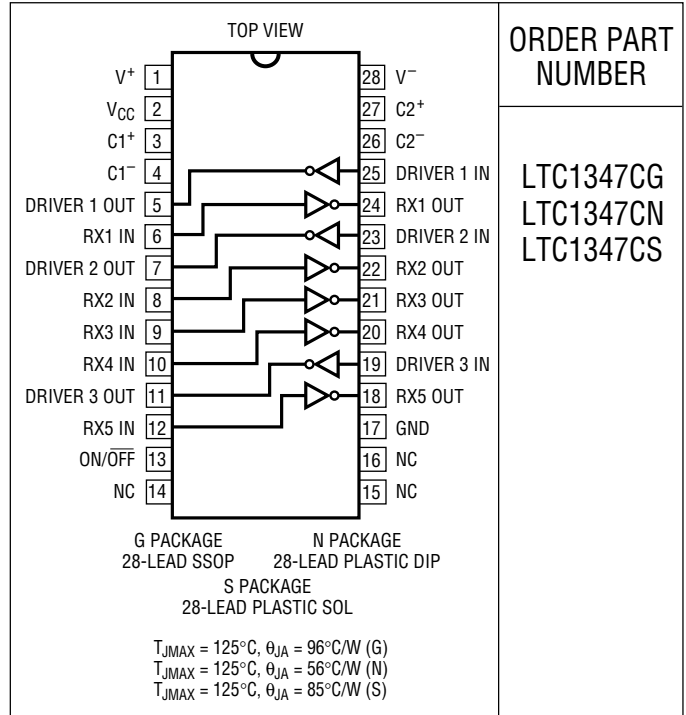 TOP VIEW
V+ 1
VCC 2
C1+ 3
C1− 4
DRIVER 1 OUT 5
RX1 IN 6
DRIVER 2 OUT 7
RX2 IN 8
RX3 IN 9
RX4 IN 10
DRIVER 3 OUT 11
RX5 IN 12
ON/OFF 13
NC 14
28 V−
27 C2+
26 C2−
25 DRIVER 1 IN
24 RX1 OUT
23 DRIVER 2 IN
22 RX2 OUT
21 RX3 OUT
20 RX4 OUT
19 DRIVER 3 IN
18 RX5 OUT
17 GND
16 NC
15 NC
G PACKAGE
28-LEAD SSOP
N PACKAGE
28-LEAD PLASTIC DIP
S PACKAGE
28-LEAD PLASTIC SOL
TJMAX = 125°C, θJA = 96°C/W (G)
TJMAX = 125°C, θJA = 56°C/W (N)
TJMAX = 125°C, θJA = 85°C/W (S)
ORDER PART
NUMBER
LTC1347CG
LTC1347CN
LTC1347CS